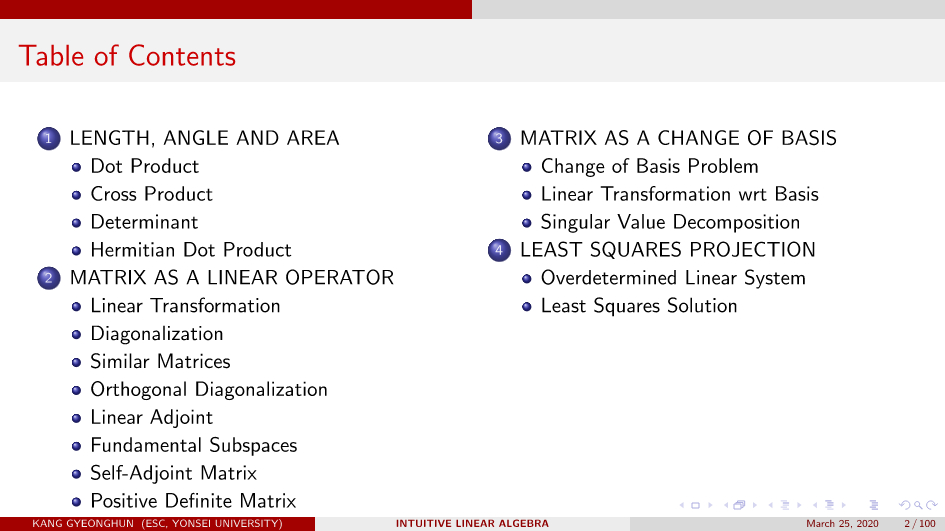 Table of Contents
1 LENGTH, ANGLE AND AREA
Dot Product
Cross Product
Determinant
Hermitian Dot Product
2 MATRIX AS A LINEAR OPERATOR
Linear Transformation
Diagonalization
Similar Matrices
Orthogonal Diagonalization
Linear Adjoint
Fundamental Subspaces
Self-Adjoint Matrix
Positive Definite Matrix
3 MATRIX AS A CHANGE OF BASIS
Change of Basis Problem
Linear Transformation wrt Basis
Singular Value Decomposition
4 LEAST SQUARES PROJECTION
Overdetermined Linear System
Least Squares Solution
KANG GYEONGHUN (ESC, YONSEI UNIVERSITY) INTUITIVE LINEAR ALGEBRA March 25, 2020 2 / 100